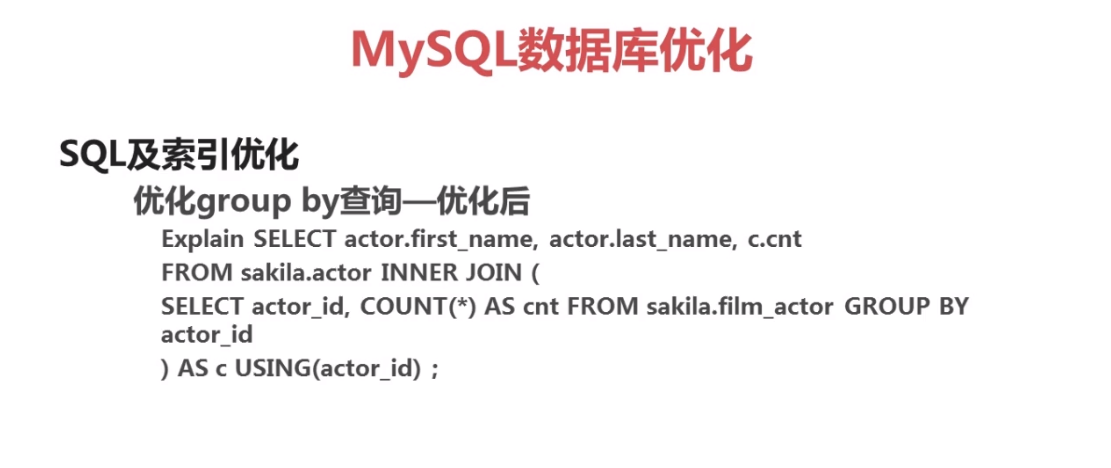 MySQL数据库优化
SQL及索引优化
优化group by查询—优化后
Explain SELECT actor.first_name, actor.last_name, c.cnt
FROM sakila.actor INNER JOIN (
SELECT actor_id, COUNT(*) AS cnt FROM sakila.film_actor GROUP BY
actor_id
) AS c USING(actor_id) ;